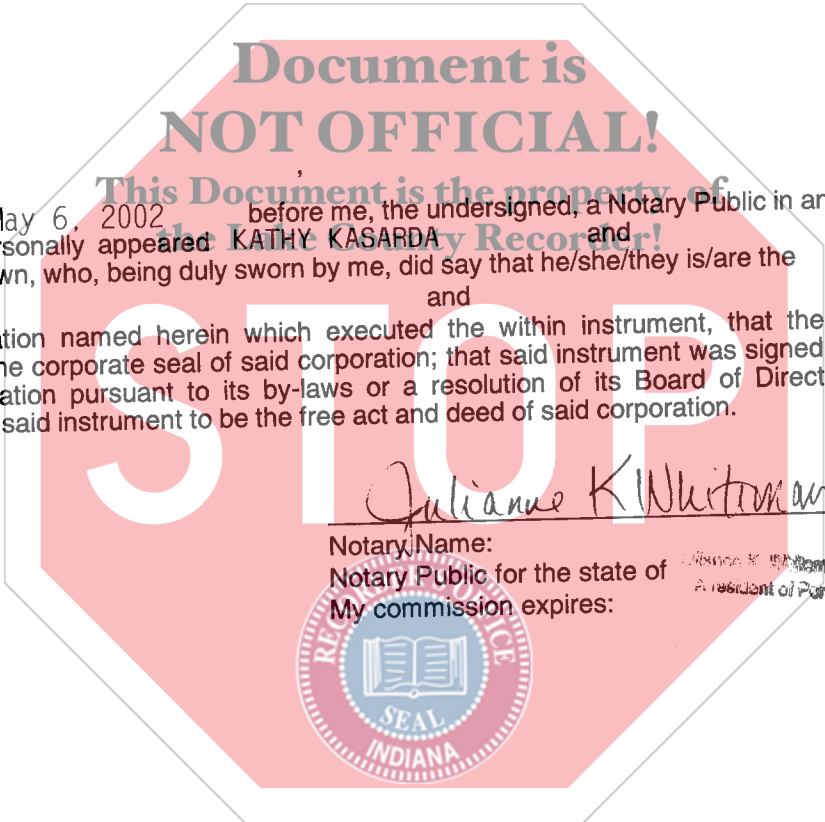 Document is
NOT OFFICIAL!
,
This Document is the property of
May 6, 2002 before me, the undersigned, a Notary Public in an
the Lake County Recorder!
rsonally appeared KATHY KASARDA and
wn, who, being duly sworn by me, did say that he/she/they is/are the
and
ation named herein which executed the within instrument, that the
he corporate seal of said corporation; that said instrument was signed
ation pursuant to its by-laws or a resolution of its Board of Direct
said instrument to be the free act and deed of said corporation.
STOP
Julianne K Whitman
Notary Name:
Notary Public for the state of
A resident of Por
My commission expires:
RECORDER'S OFFICE
SEAL
INDIANA